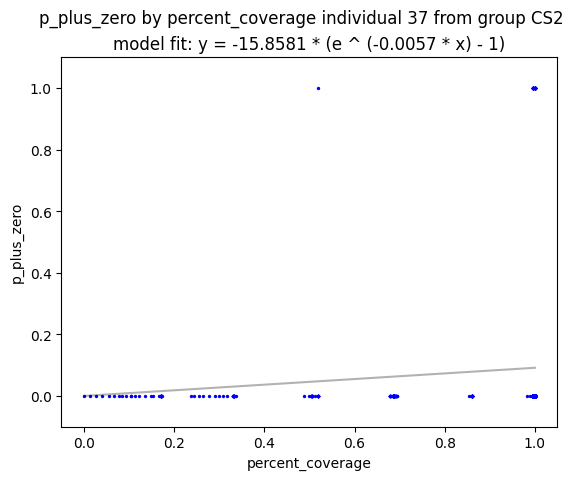 p_plus_zero by percent_coverage individual 37 from group CS2
model fit: y = -15.8581 * (e ^ (-0.0057 * x) - 1)
1.0
0.8
0.6
0.4
0.2
0.0
p_plus_zero
0.0 0.2 0.4 0.6 0.8 1.0
percent_coverage